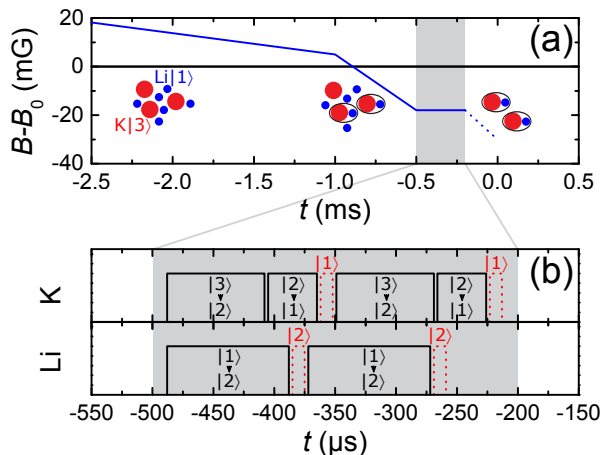 20
(a)
Li|1⟩
0
B-B₀ (mG)
-20
K|3⟩
-40
-2.5 -2.0 -1.5 -1.0 -0.5 0.0 0.5
t (ms)
(b)
|1⟩ |1⟩
K
|3⟩ |2⟩ |3⟩ |2⟩
|2⟩ |1⟩ |2⟩ |1⟩
|2⟩ |2⟩
Li
|1⟩ |1⟩
|2⟩ |2⟩
-550 -500 -450 -400 -350 -300 -250 -200 -150
t (µs)